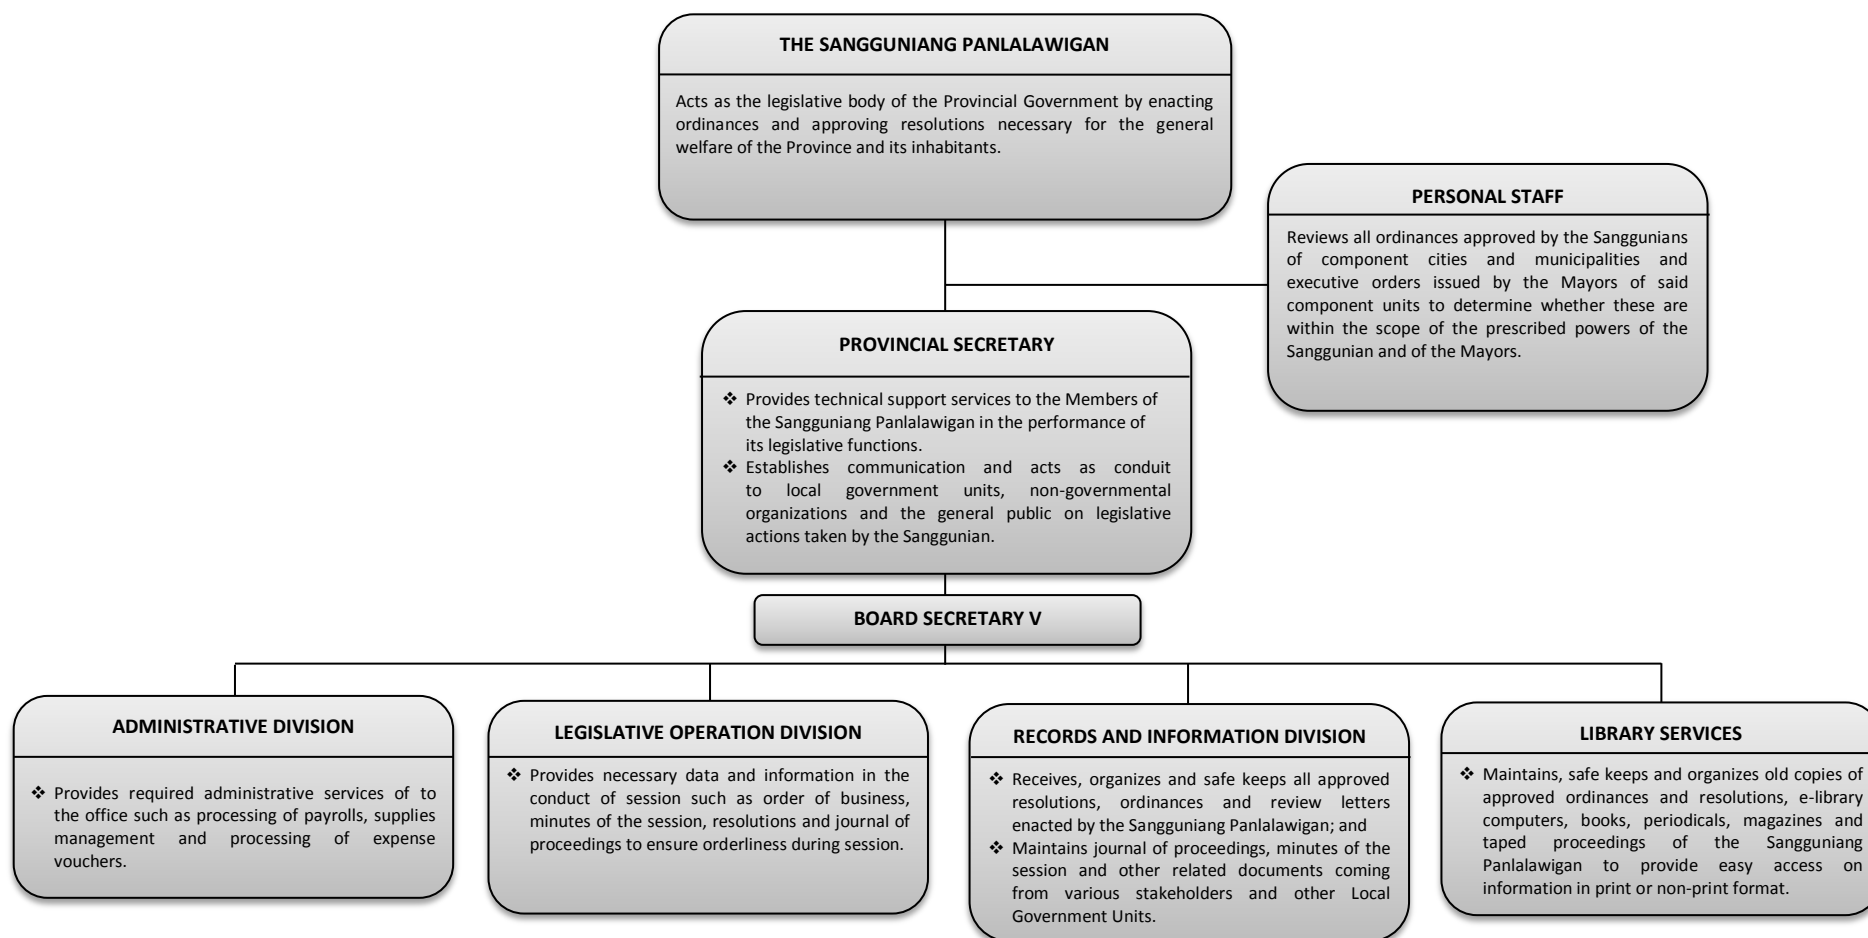 THE SANGGUNIANG PANLALAWIGAN
Acts as the legislative body of the Provincial Government by enacting
ordinances and approving resolutions necessary for the general
welfare of the Province and its inhabitants.
PERSONAL STAFF
Reviews all ordinances approved by the Sanggunians
of component cities and municipalities and
executive orders issued by the Mayors of said
component units to determine whether these are
within the scope of the prescribed powers of the
Sanggunian and of the Mayors.
PROVINCIAL SECRETARY
❖ Provides technical support services to the Members of
the Sangguniang Panlalawigan in the performance of
its legislative functions.
❖ Establishes communication and acts as conduit
to local government units, non-governmental
organizations and the general public on legislative
actions taken by the Sanggunian.
BOARD SECRETARY V
ADMINISTRATIVE DIVISION
❖ Provides required administrative services of to
the office such as processing of payrolls, supplies
management and processing of expense
vouchers.
LEGISLATIVE OPERATION DIVISION
❖ Provides necessary data and information in the
conduct of session such as order of business,
minutes of the session, resolutions and journal of
proceedings to ensure orderliness during session.
RECORDS AND INFORMATION DIVISION
❖ Receives, organizes and safe keeps all approved
resolutions, ordinances and review letters
enacted by the Sangguniang Panlalawigan; and
❖ Maintains journal of proceedings, minutes of the
session and other related documents coming
from various stakeholders and other Local
Government Units.
LIBRARY SERVICES
❖ Maintains, safe keeps and organizes old copies of
approved ordinances and resolutions, e-library
computers, books, periodicals, magazines and
taped proceedings of the Sangguniang
Panlalawigan to provide easy access on
information in print or non-print format.